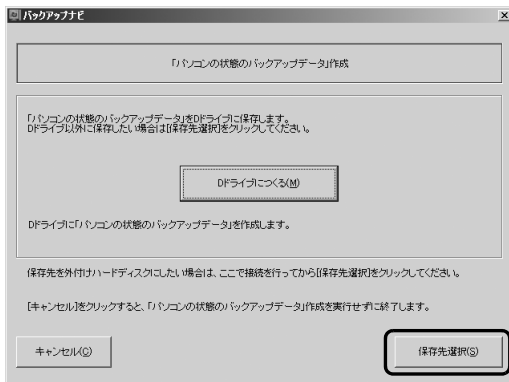 バックアップナビ
「パソコンの状態のバックアップデータ」作成
「パソコンの状態のバックアップデータ」をDドライブに保存します。
Dドライブ以外に保存したい場合は[保存先選択]をクリックしてください。
Dドライブにつくる(M)
Dドライブに「パソコンの状態のバックアップデータ」を作成します。
保存先を外付けハードディスクにしたい場合は、ここで接続を行ってから[保存先選択]をクリックしてください。
[キャンセル]をクリックすると、「パソコンの状態のバックアップデータ」作成を実行せずに終了します。
キャンセル(C)
保存先選択(S)